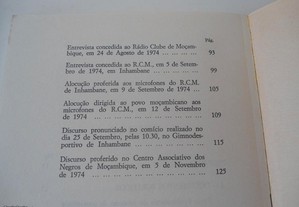 Pág.
Entrevista concedida ao Rádio Clube de Moçam-
bique, em 24 de Agosto de 1974 ... ... ... 93
Entrevista concedida ao R.C.M., em 5 de Setem-
bro de 1974, em Inhambane ... ... ... 99
Alocução proferida aos microfones do R.C.M.
de Inhambane, em 9 de Setembro de 1974 ... 103
Alocução dirigida ao povo moçambicano aos
microfones do R.C.M., em 12 de Setembro
de 1974 ... ... ... ... ... ... ... ... 109
Discurso pronunciado no comício realizado no
dia 25 de Setembro, pelas 10,30, no Gimnodes-
portivo de Inhambane ... ... ... ... ... 115
Discurso proferido no Centro Associativo dos
Negros de Moçambique, em 5 de Novembro
de 1974 ... ... ... ... ... ... ... ... 125